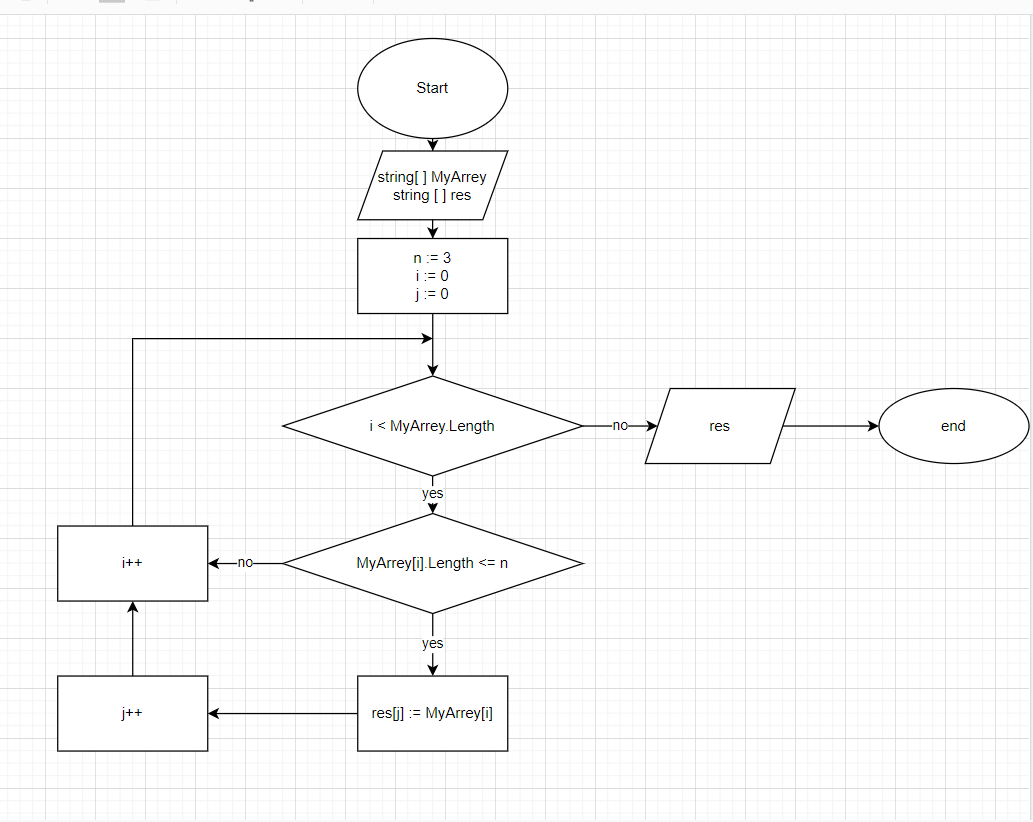 Start
string[ ] MyArrey
string [ ] res
n := 3
i := 0
j := 0
i < MyArrey.Length
no
res
end
yes
MyArrey[i].Length <= n
no
i++
yes
res[j] := MyArrey[i]
j++